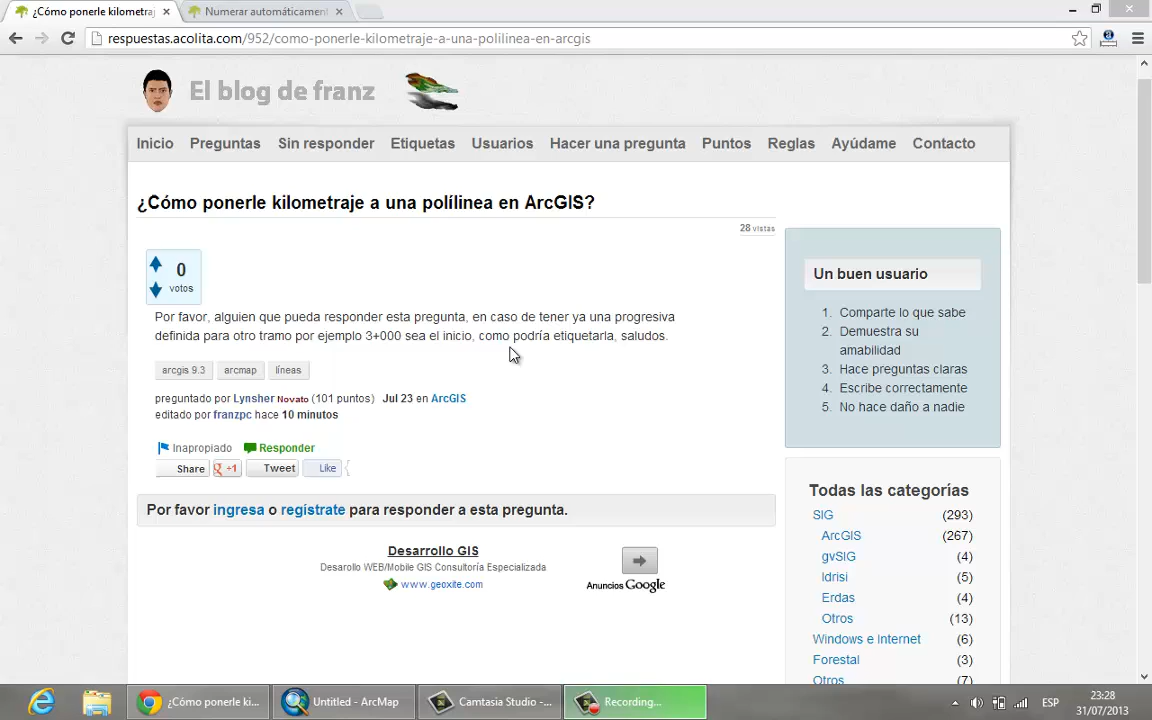 ¿Cómo ponerle kilometraj
Numerar automáticament
respuestas.acolita.com/952/como-ponerle-kilometraje-a-una-polilinea-en-arcgis
El blog de franz
Inicio Preguntas Sin responder Etiquetas Usuarios Hacer una pregunta Puntos Reglas Ayúdame Contacto
¿Cómo ponerle kilometraje a una polílinea en ArcGIS?
28 vistas
0
votos
Por favor, alguien que pueda responder esta pregunta, en caso de tener ya una progresiva
definida para otro tramo por ejemplo 3+000 sea el inicio, como podría etiquetarla, saludos.
arcgis 9.3 arcmap líneas
preguntado por Lynsher Novato (101 puntos) Jul 23 en ArcGIS
editado por franzpc hace 10 minutos
Inapropiado Responder
Share +1 Tweet Like
Por favor ingresa o regístrate para responder a esta pregunta.
Desarrollo GIS
Desarollo WEB/Mobile GIS Consultoría Especializada
www.geoxite.com
Anuncios Google
Un buen usuario
1. Comparte lo que sabe
2. Demuestra su
amabilidad
3. Hace preguntas claras
4. Escribe correctamente
5. No hace daño a nadie
Todas las categorías
SIG (293)
ArcGIS (267)
gvSIG (4)
Idrisi (5)
Erdas (4)
Otros (13)
Windows e Internet (6)
Forestal (3)
Otros (7)
¿Cómo ponerle ki...
Untitled - ArcMap
Camtasia Studio -...
Recording...
ESP
23:28
31/07/2013